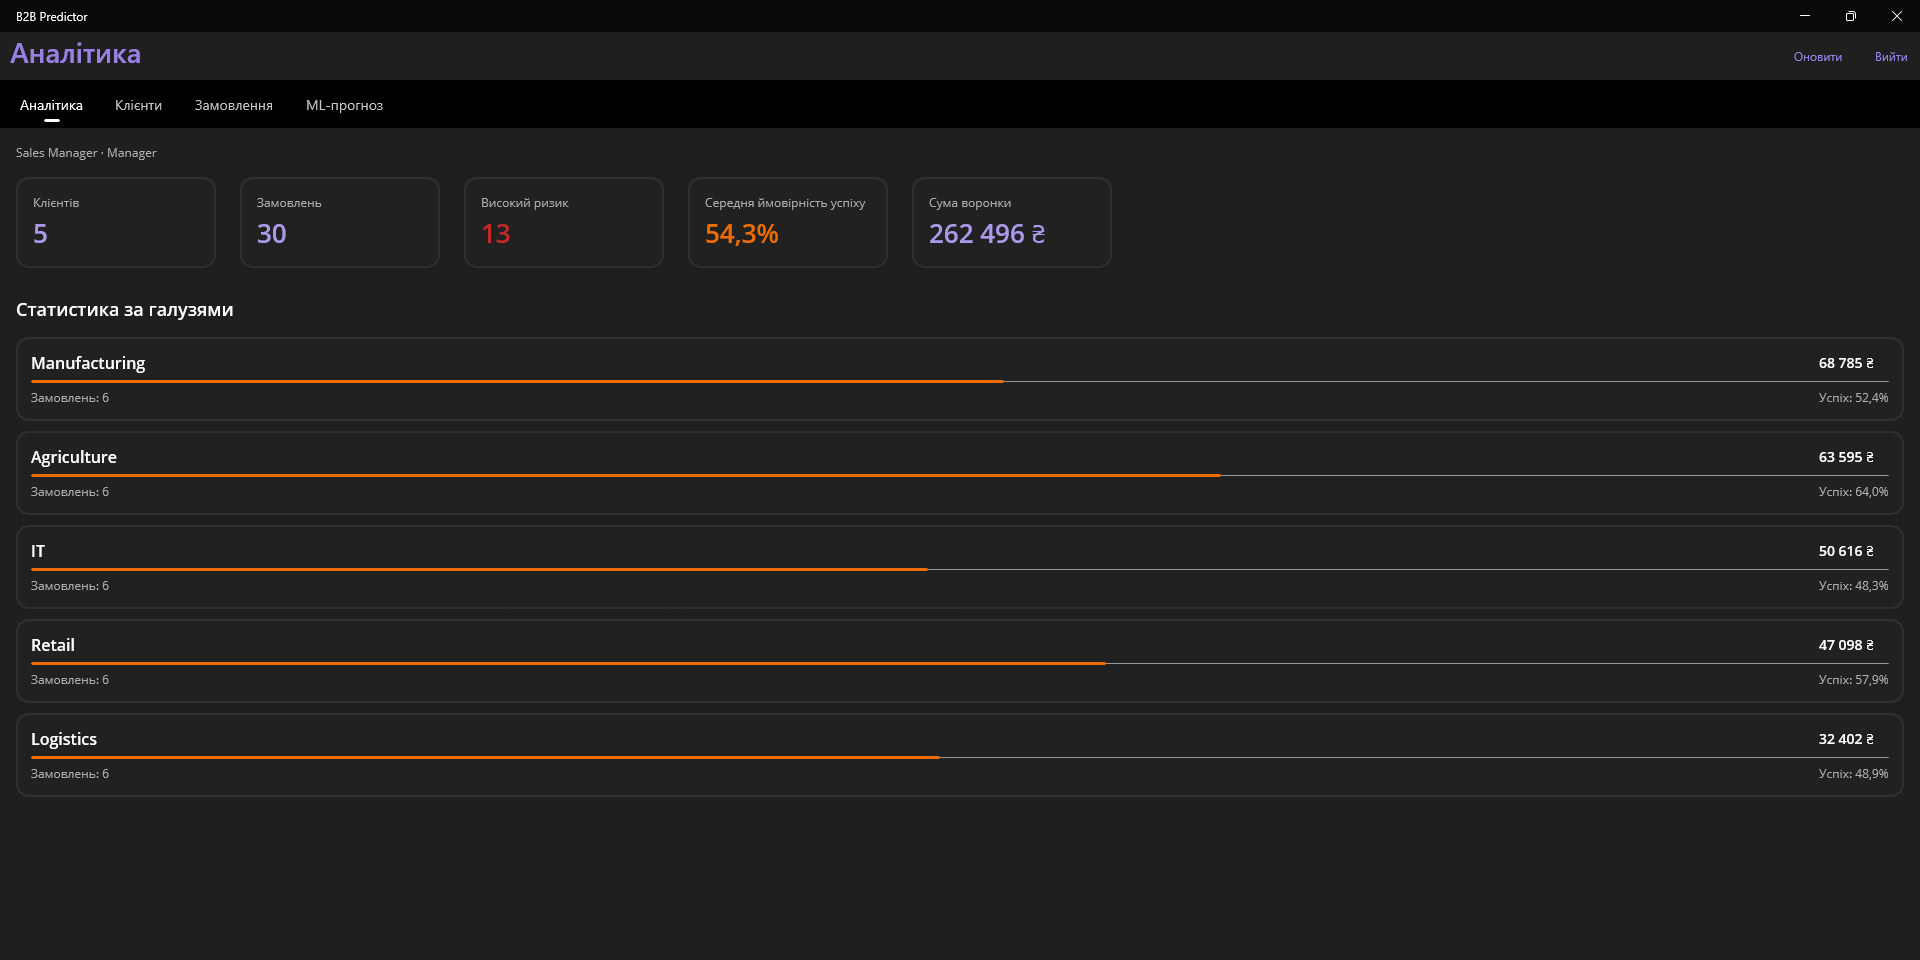 B2B Predictor
Аналітика
Оновити Вийти
Аналітика Клієнти Замовлення ML-прогноз
Sales Manager · Manager
Клієнтів Замовлень Високий ризик Середня ймовірність успіху Сума воронки
5 30 13 54,3% 262 496 ₴
Статистика за галузями
Manufacturing 68 785 ₴
Замовлень: 6 Успіх: 52,4%
Agriculture 63 595 ₴
Замовлень: 6 Успіх: 64,0%
IT 50 616 ₴
Замовлень: 6 Успіх: 48,3%
Retail 47 098 ₴
Замовлень: 6 Успіх: 57,9%
Logistics 32 402 ₴
Замовлень: 6 Успіх: 48,9%